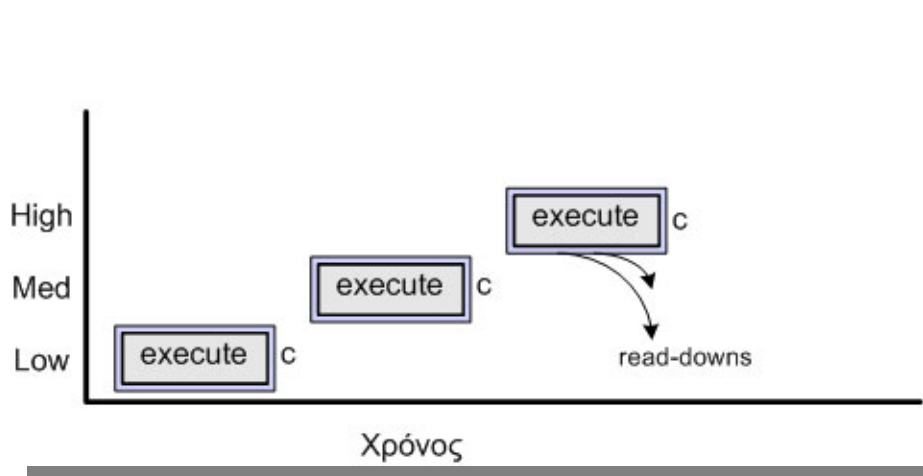 High
execute c
Med
execute c
Low
execute c
read-downs
Χρόνος